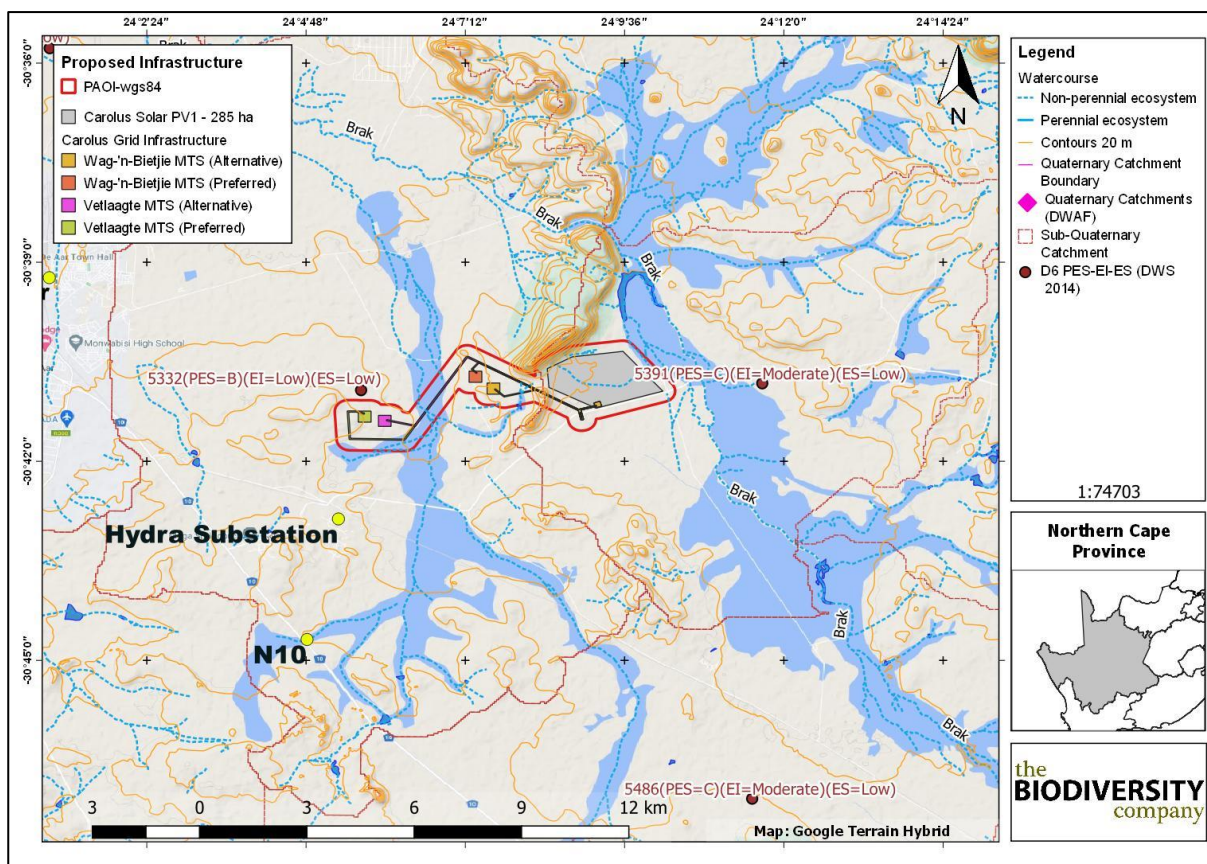 24°2'24"
24°4'48"
24°7'12"
24°9'36"
24°12'0"
24°14'24"
-30°36'0"
-30°39'0"
-30°42'0"
-30°45'0"
Proposed Infrastructure
PAOI-wgs84
Carolus Solar PV1 - 285 ha
Carolus Grid Infrastructure
Wag-'n-Bietjie MTS (Alternative)
Wag-'n-Bietjie MTS (Preferred)
Vetlaagte MTS (Alternative)
Vetlaagte MTS (Preferred)
Brak
Brak
Brak
Brak
N
De Aar Town Hall
Monwabisi High School
5332(PES=B)(EI=Low)(ES=Low)
5391(PES=C)(EI=Moderate)(ES=Low)
Brak
Hydra Substation
Brak
Brak
N10
Brak
5486(PES=C)(EI=Moderate)(ES=Low)
3 0 3 6 9 12 km
Map: Google Terrain Hybrid
Legend
Watercourse
Non-perennial ecosystem
Perennial ecosystem
Contours 20 m
Quaternary Catchment
Boundary
Quaternary Catchments
(DWAF)
Sub-Quaternary
Catchment
D6 PES-EI-ES (DWS
2014)
1:74703
Northern Cape
Province
the
BIODIVERSITY
company